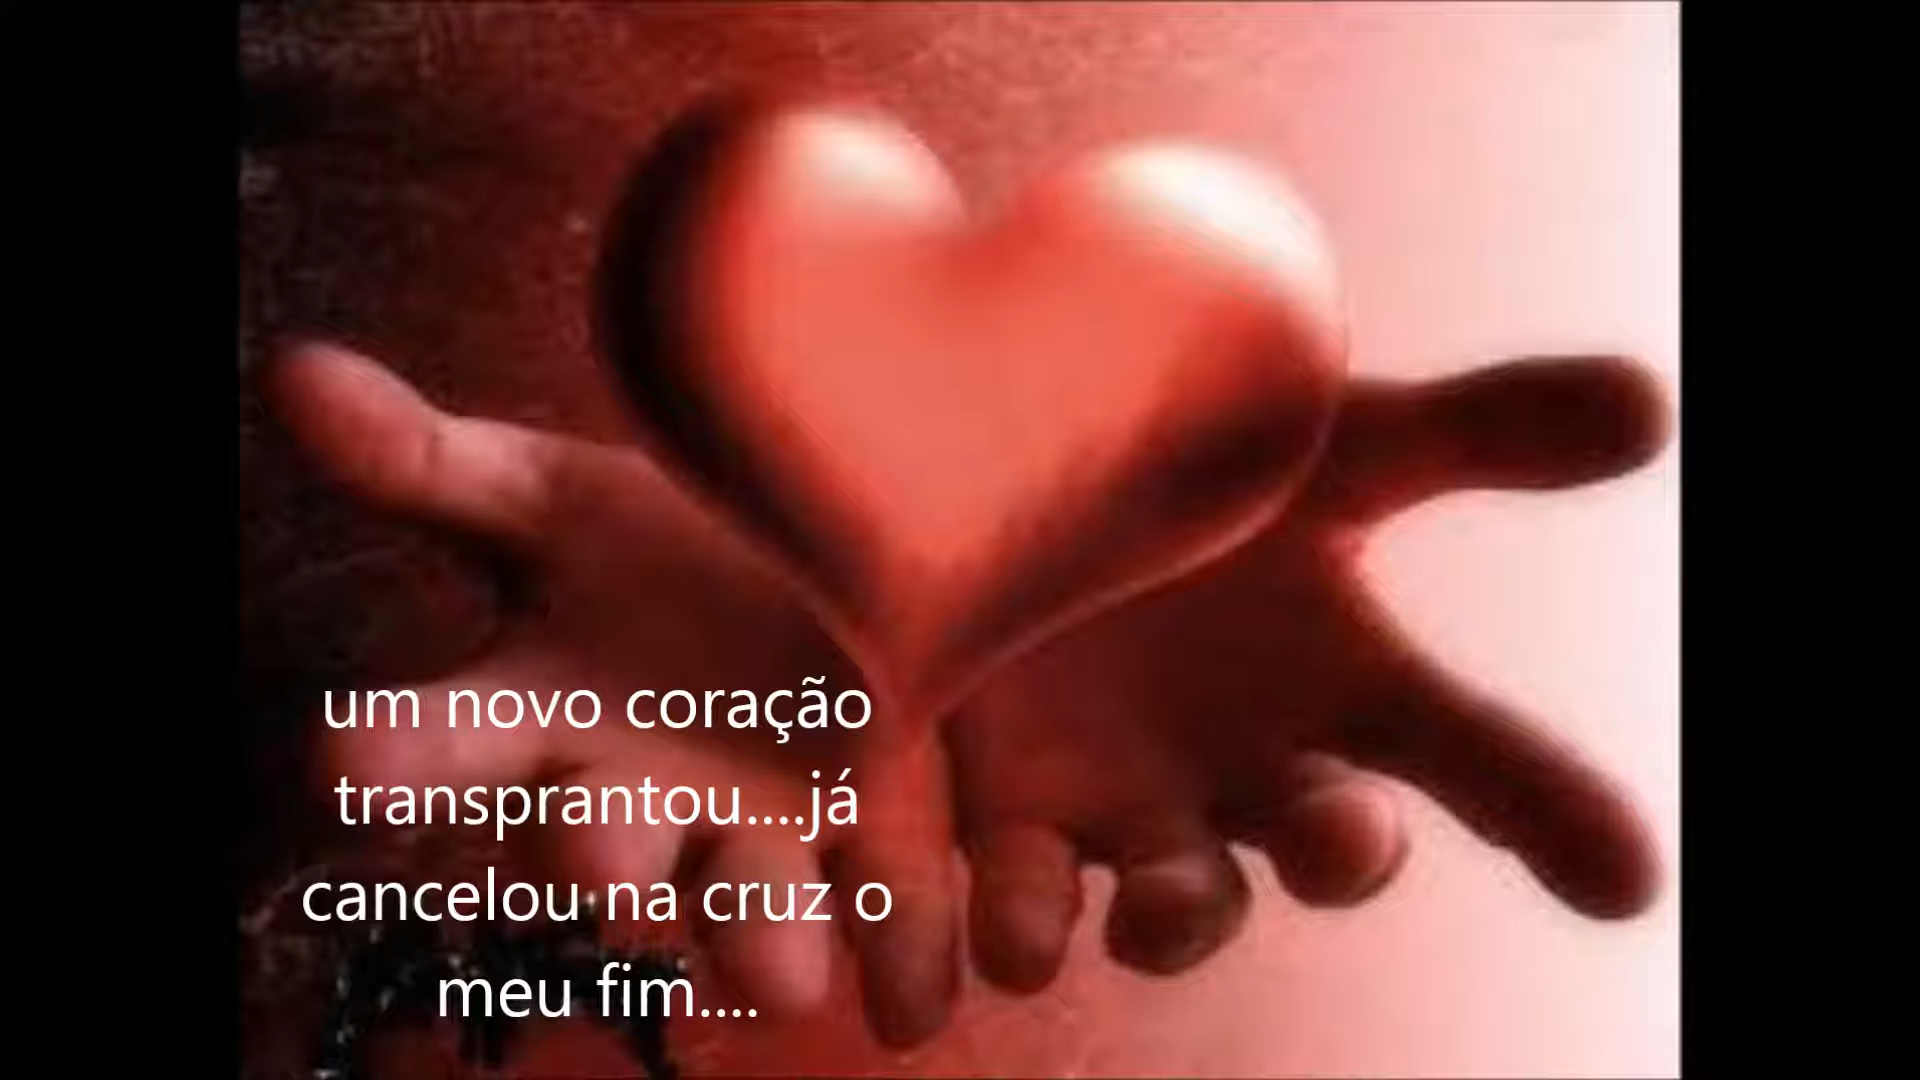 um novo coração
transprantou....já
cancelou na cruz o
meu fim....